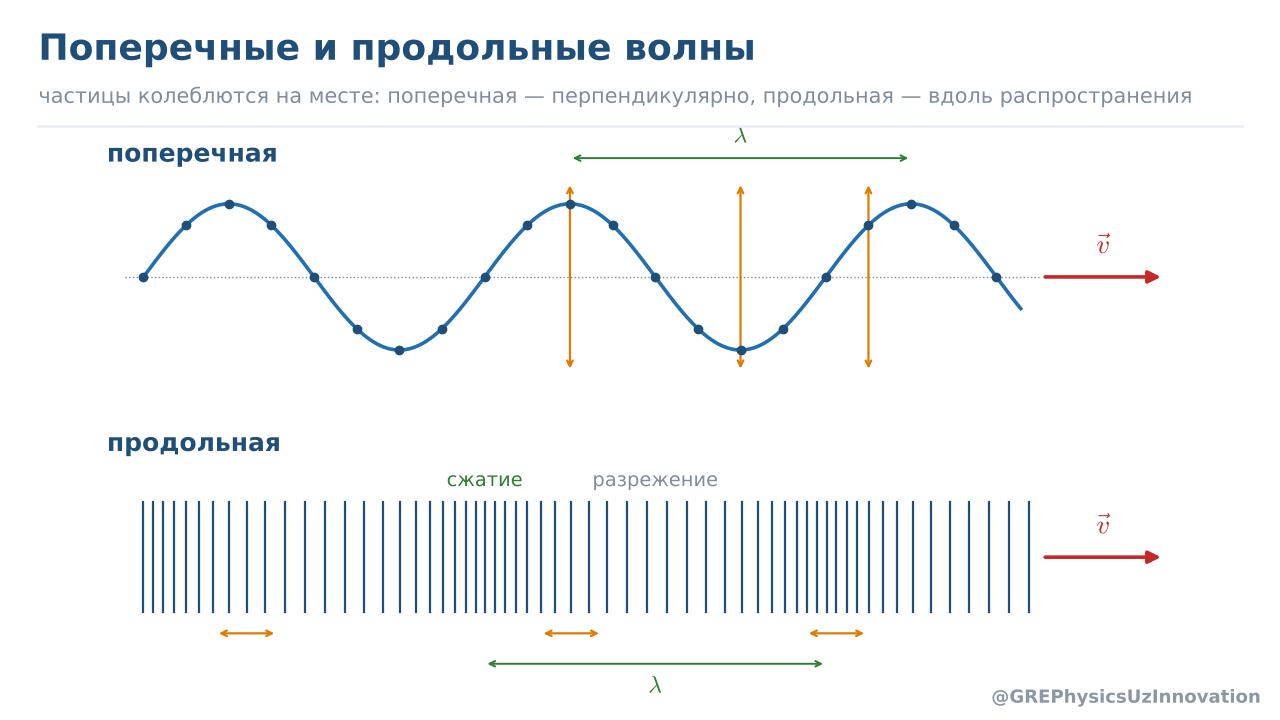 Поперечные и продольные волны
частицы колеблются на месте: поперечная — перпендикулярно, продольная — вдоль распространения
λ
поперечная
v⃗
продольная
сжатие
разрежение
v⃗
λ
@GREPhysicsUzInnovation